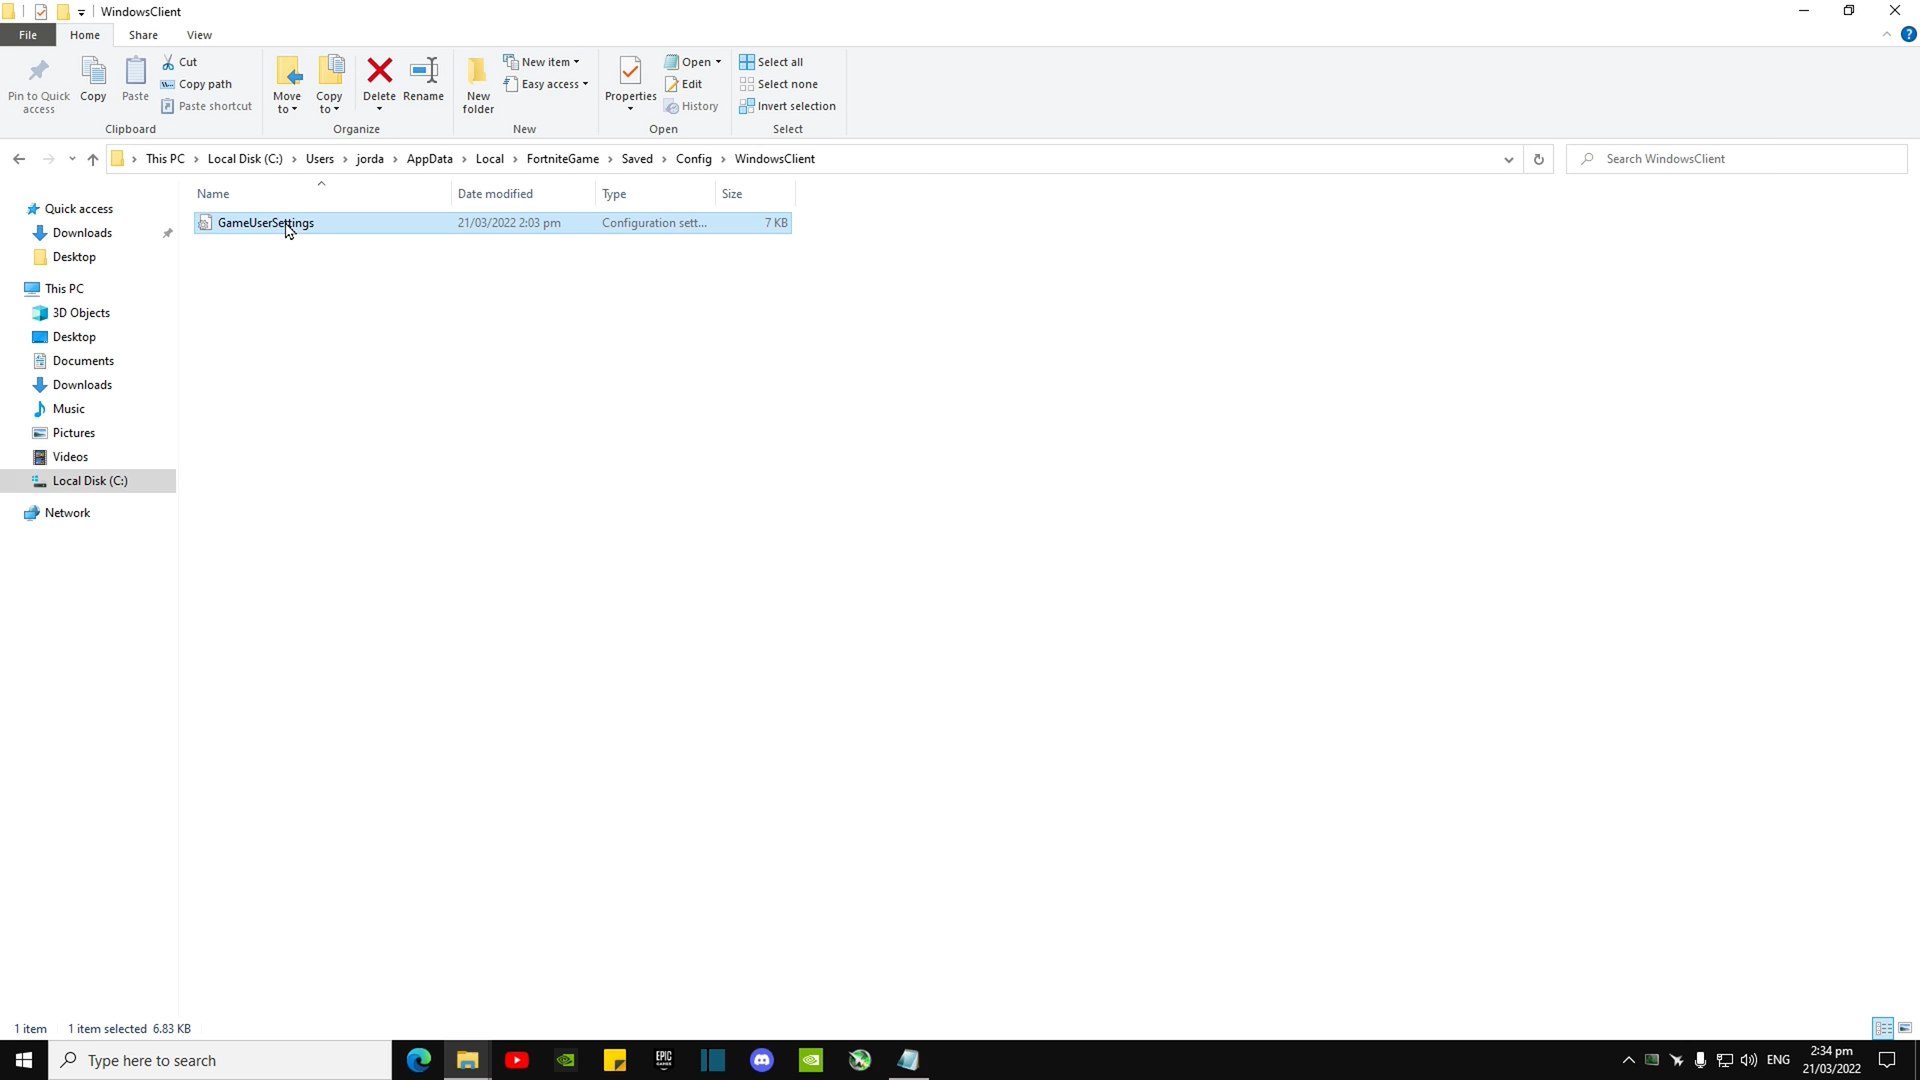 WindowsClient
File Home Share View
Pin to Quick access
Copy
Paste
Cut
Copy path
Paste shortcut
Clipboard
Move to
Copy to
Delete
Rename
Organize
New folder
New item
Easy access
New
Properties
Open
Edit
History
Open
Select all
Select none
Invert selection
Select
This PC > Local Disk (C:) > Users > jorda > AppData > Local > FortniteGame > Saved > Config > WindowsClient
Search WindowsClient
Name Date modified Type Size
GameUserSettings 21/03/2022 2:03 pm Configuration sett... 7 KB
Quick access
Downloads
Desktop
This PC
3D Objects
Desktop
Documents
Downloads
Music
Pictures
Videos
Local Disk (C:)
Network
1 item 1 item selected 6.83 KB
Type here to search
EPIC GAMES
ENG
2:34 pm
21/03/2022